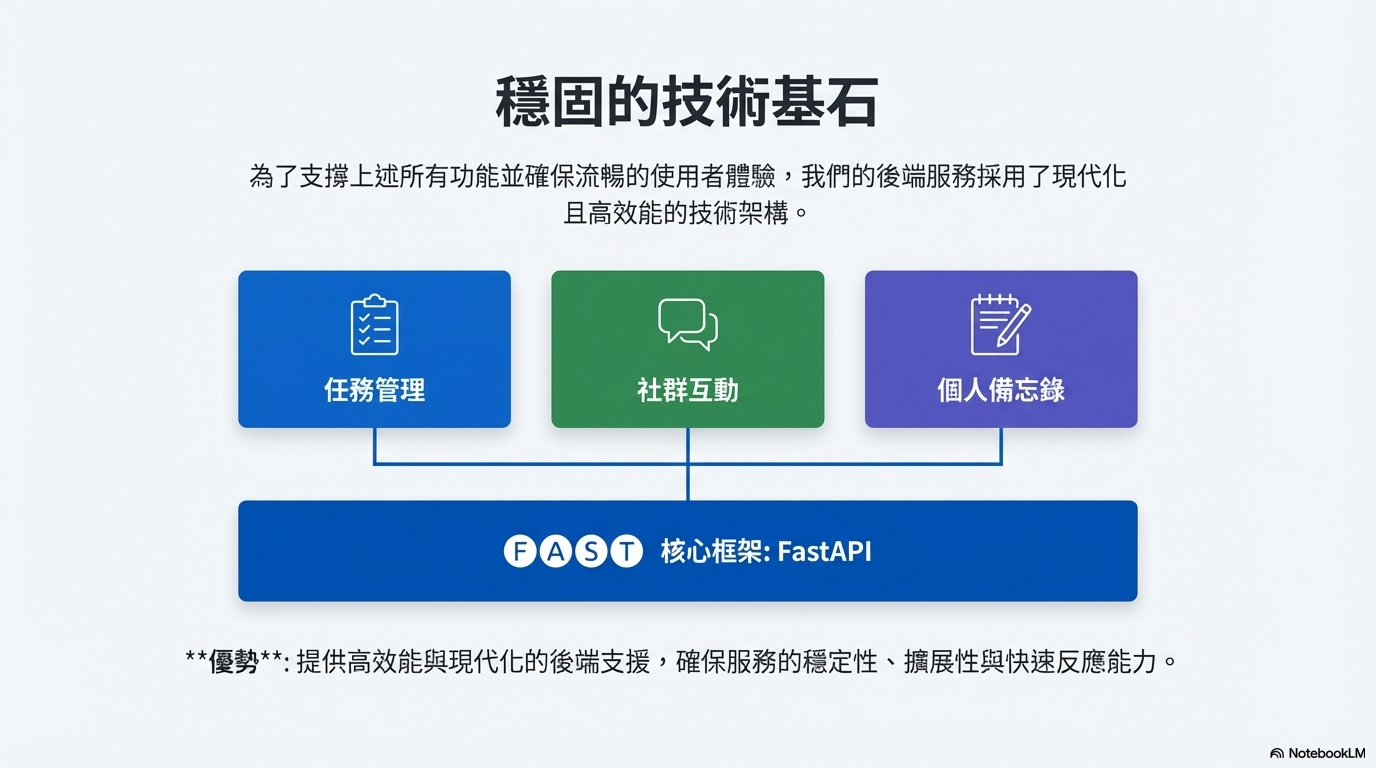 穩固的技術基石
為了支撐上述所有功能並確保流暢的使用者體驗，我們的後端服務採用了現代化
且高效能的技術架構。
任務管理
社群互動
個人備忘錄
FAST 核心框架: FastAPI
**優勢**: 提供高效能與現代化的後端支援，確保服務的穩定性、擴展性與快速反應能力。
NotebookLM